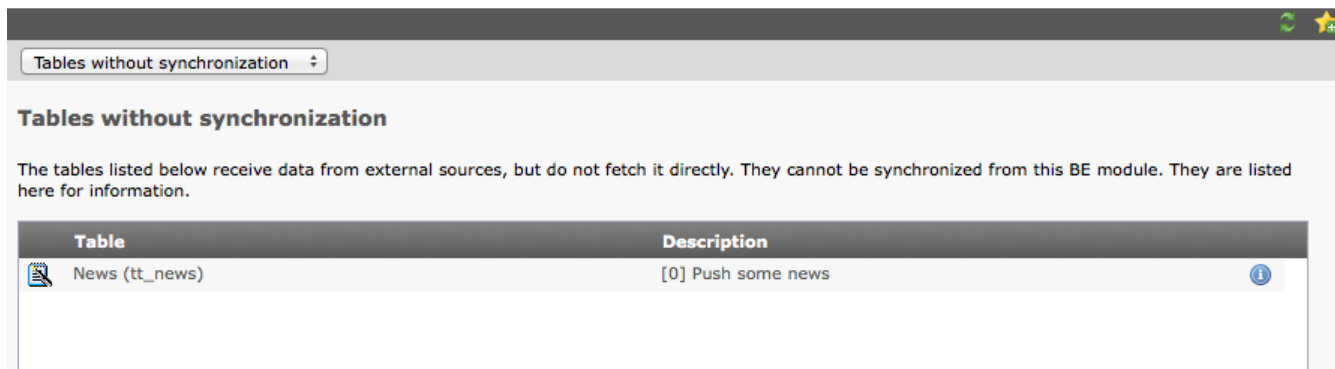 Tables without synchronization
Tables without synchronization
The tables listed below receive data from external sources, but do not fetch it directly. They cannot be synchronized from this BE module. They are listed
here for information.
Table Description
News (tt_news) [0] Push some news